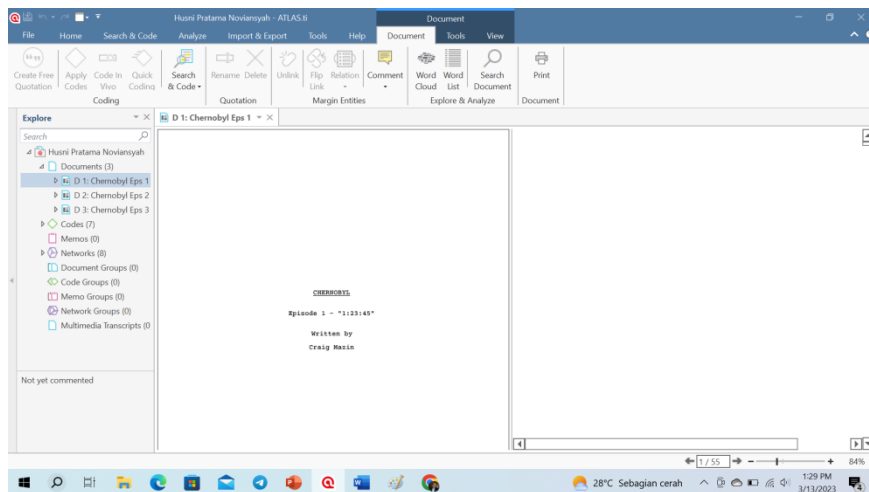 Husni Pratama Noviansyah - ATLAS.ti
Document
File Home Search & Code Analyze Import & Export Tools Help Document Tools View
Create Free Quotation
Apply Codes
Code In Vivo
Quick Coding
Search & Code
Rename
Delete
Unlink
Flip Link
Relation
Comment
Word Cloud
Word List
Search Document
Print
Coding
Quotation
Margin Entities
Explore & Analyze
Document
Explore
D 1: Chernobyl Eps 1
Search
Husni Pratama Noviansyah
Documents (3)
D 1: Chernobyl Eps 1
D 2: Chernobyl Eps 2
D 3: Chernobyl Eps 3
Codes (7)
Memos (0)
Networks (8)
Document Groups (0)
Code Groups (0)
Memo Groups (0)
Network Groups (0)
Multimedia Transcripts (0
CHERNOBYL
Episode 1 - "1:23:45"
Written by
Craig Mazin
Not yet commented
1 / 55
84%
28°C Sebagian cerah
1:29 PM
3/13/2023